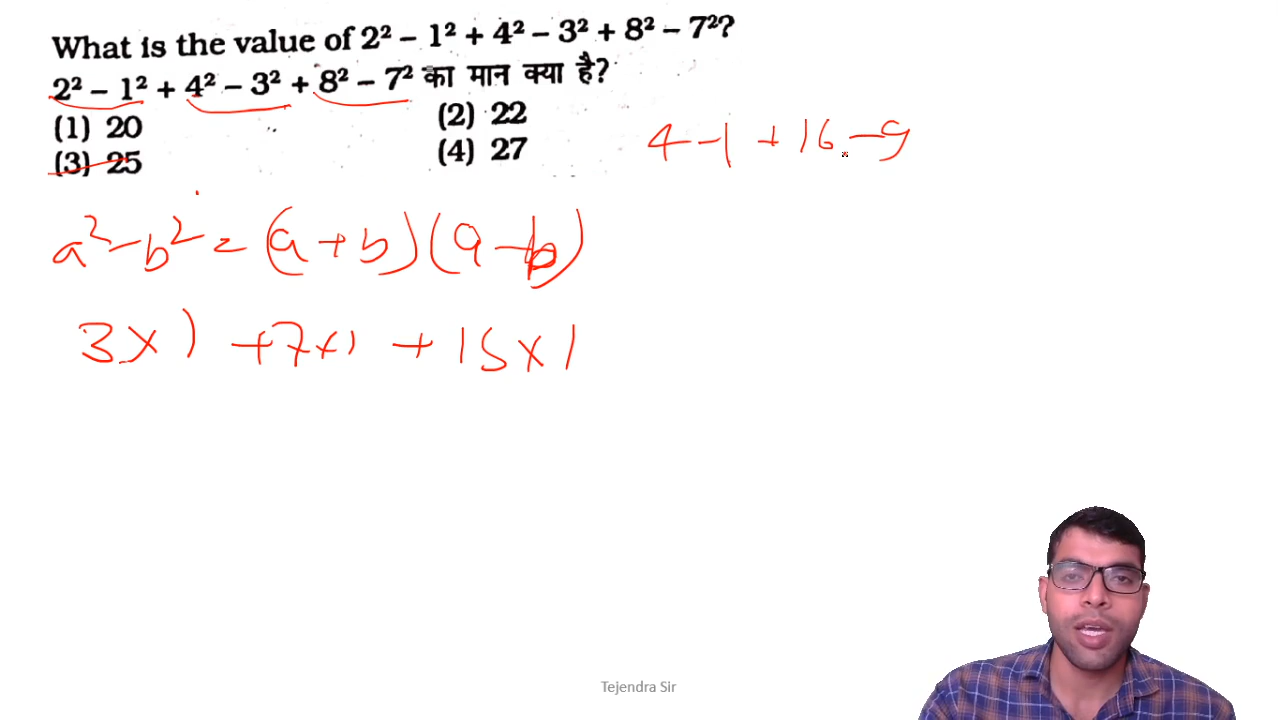 What is the value of 2² – 1² + 4² – 3² + 8² – 7²?
2² – 1² + 4² – 3² + 8² – 7² का मान क्या है?
(1) 20 (2) 22
(3) 25 (4) 27
4 – 1 + 16 – 9
a² – b² = (a + b) (a – b)
3 x 1 + 7 x 1 + 15 x 1
Tejendra Sir